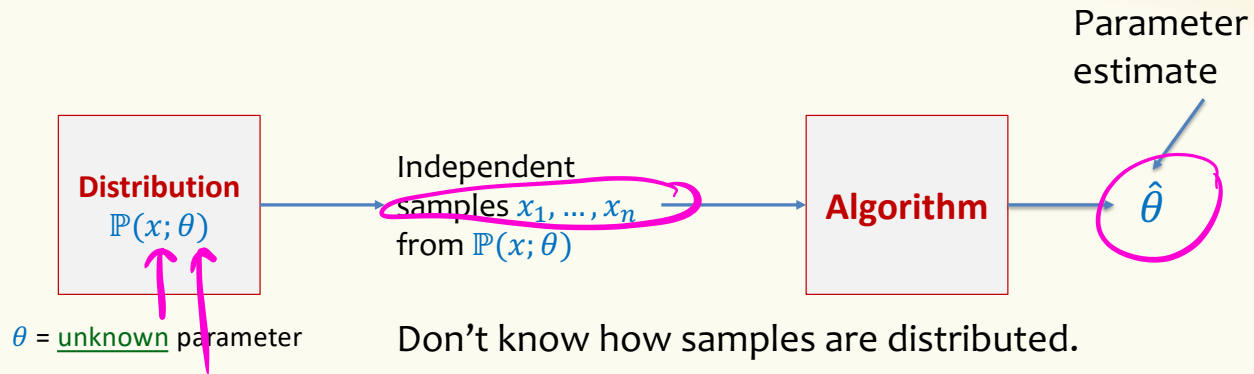 Parameter
estimate
Distribution
ℙ(x; θ)
Independent
samples x₁, … , xₙ
from ℙ(x; θ)
Algorithm
θ̂
θ = unknown parameter
Don’t know how samples are distributed.